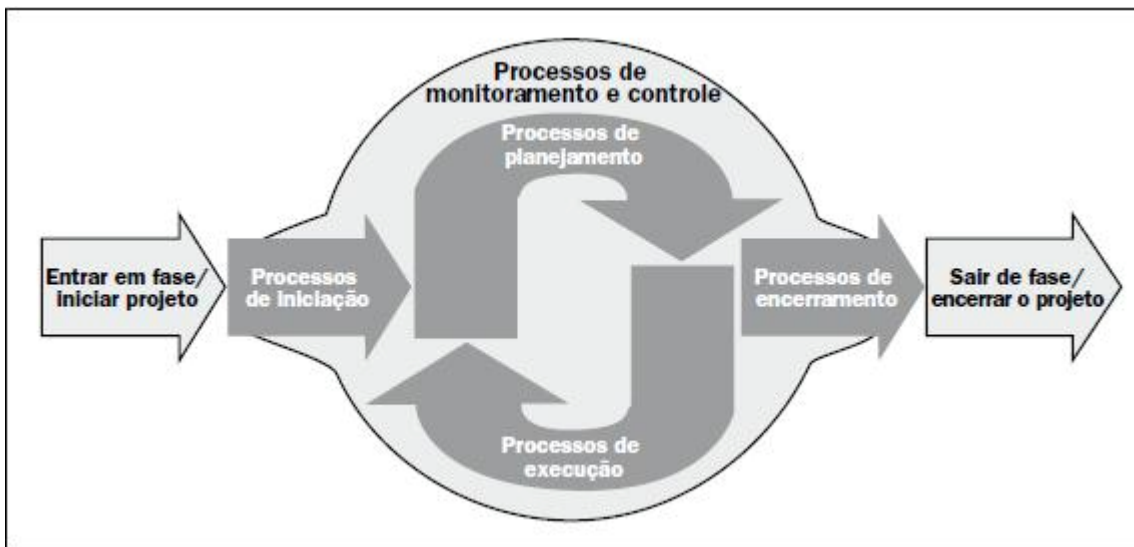 Processos de
monitoramento e controle
Processos de
planejamento
Entrar em fase/
iniciar projeto
Processos
de iniciação
Processos de
encerramento
Sair de fase/
encerrar o projeto
Processos de
execução